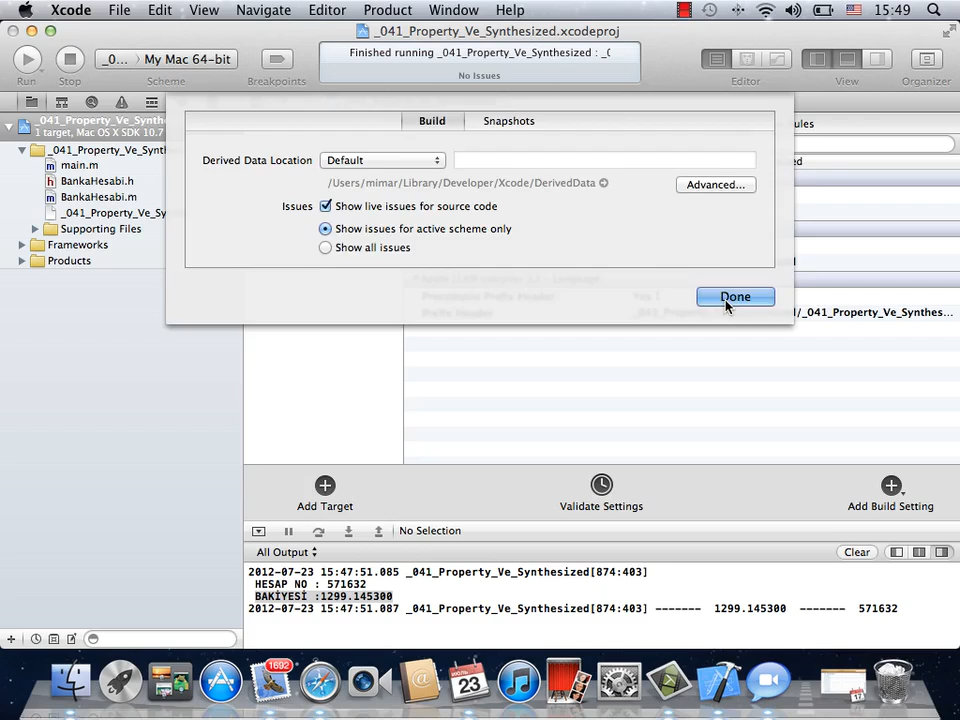 Xcode File Edit View Navigate Editor Product Window Help 15:49
_041_Property_Ve_Synthesized.xcodeproj
_0... My Mac 64-bit
Finished running _041_Property_Ve_Synthesized : _(
No Issues
Run Stop Scheme Breakpoints Editor View Organizer
_041_Property_Ve_Synth
1 target, Mac OS X SDK 10.7
_041_Property_Ve_Synth
main.m
BankaHesabi.h
BankaHesabi.m
_041_Property_Ve_Sy
Supporting Files
Frameworks
Products
Build Snapshots
Derived Data Location Default
/Users/mimar/Library/Developer/Xcode/DerivedData
Advanced...
Issues Show live issues for source code
Show issues for active scheme only
Show all issues
Done
Prefix Header
/_041_Property_Ve_Synthes...
Add Target Validate Settings Add Build Setting
No Selection
All Output Clear
2012-07-23 15:47:51.085 _041_Property_Ve_Synthesized[874:403]
HESAP NO : 571632
BAKİYESİ :1299.145300
2012-07-23 15:47:51.087 _041_Property_Ve_Synthesized[874:403] ------- 1299.145300 ------- 571632
1692
JUL
23
17